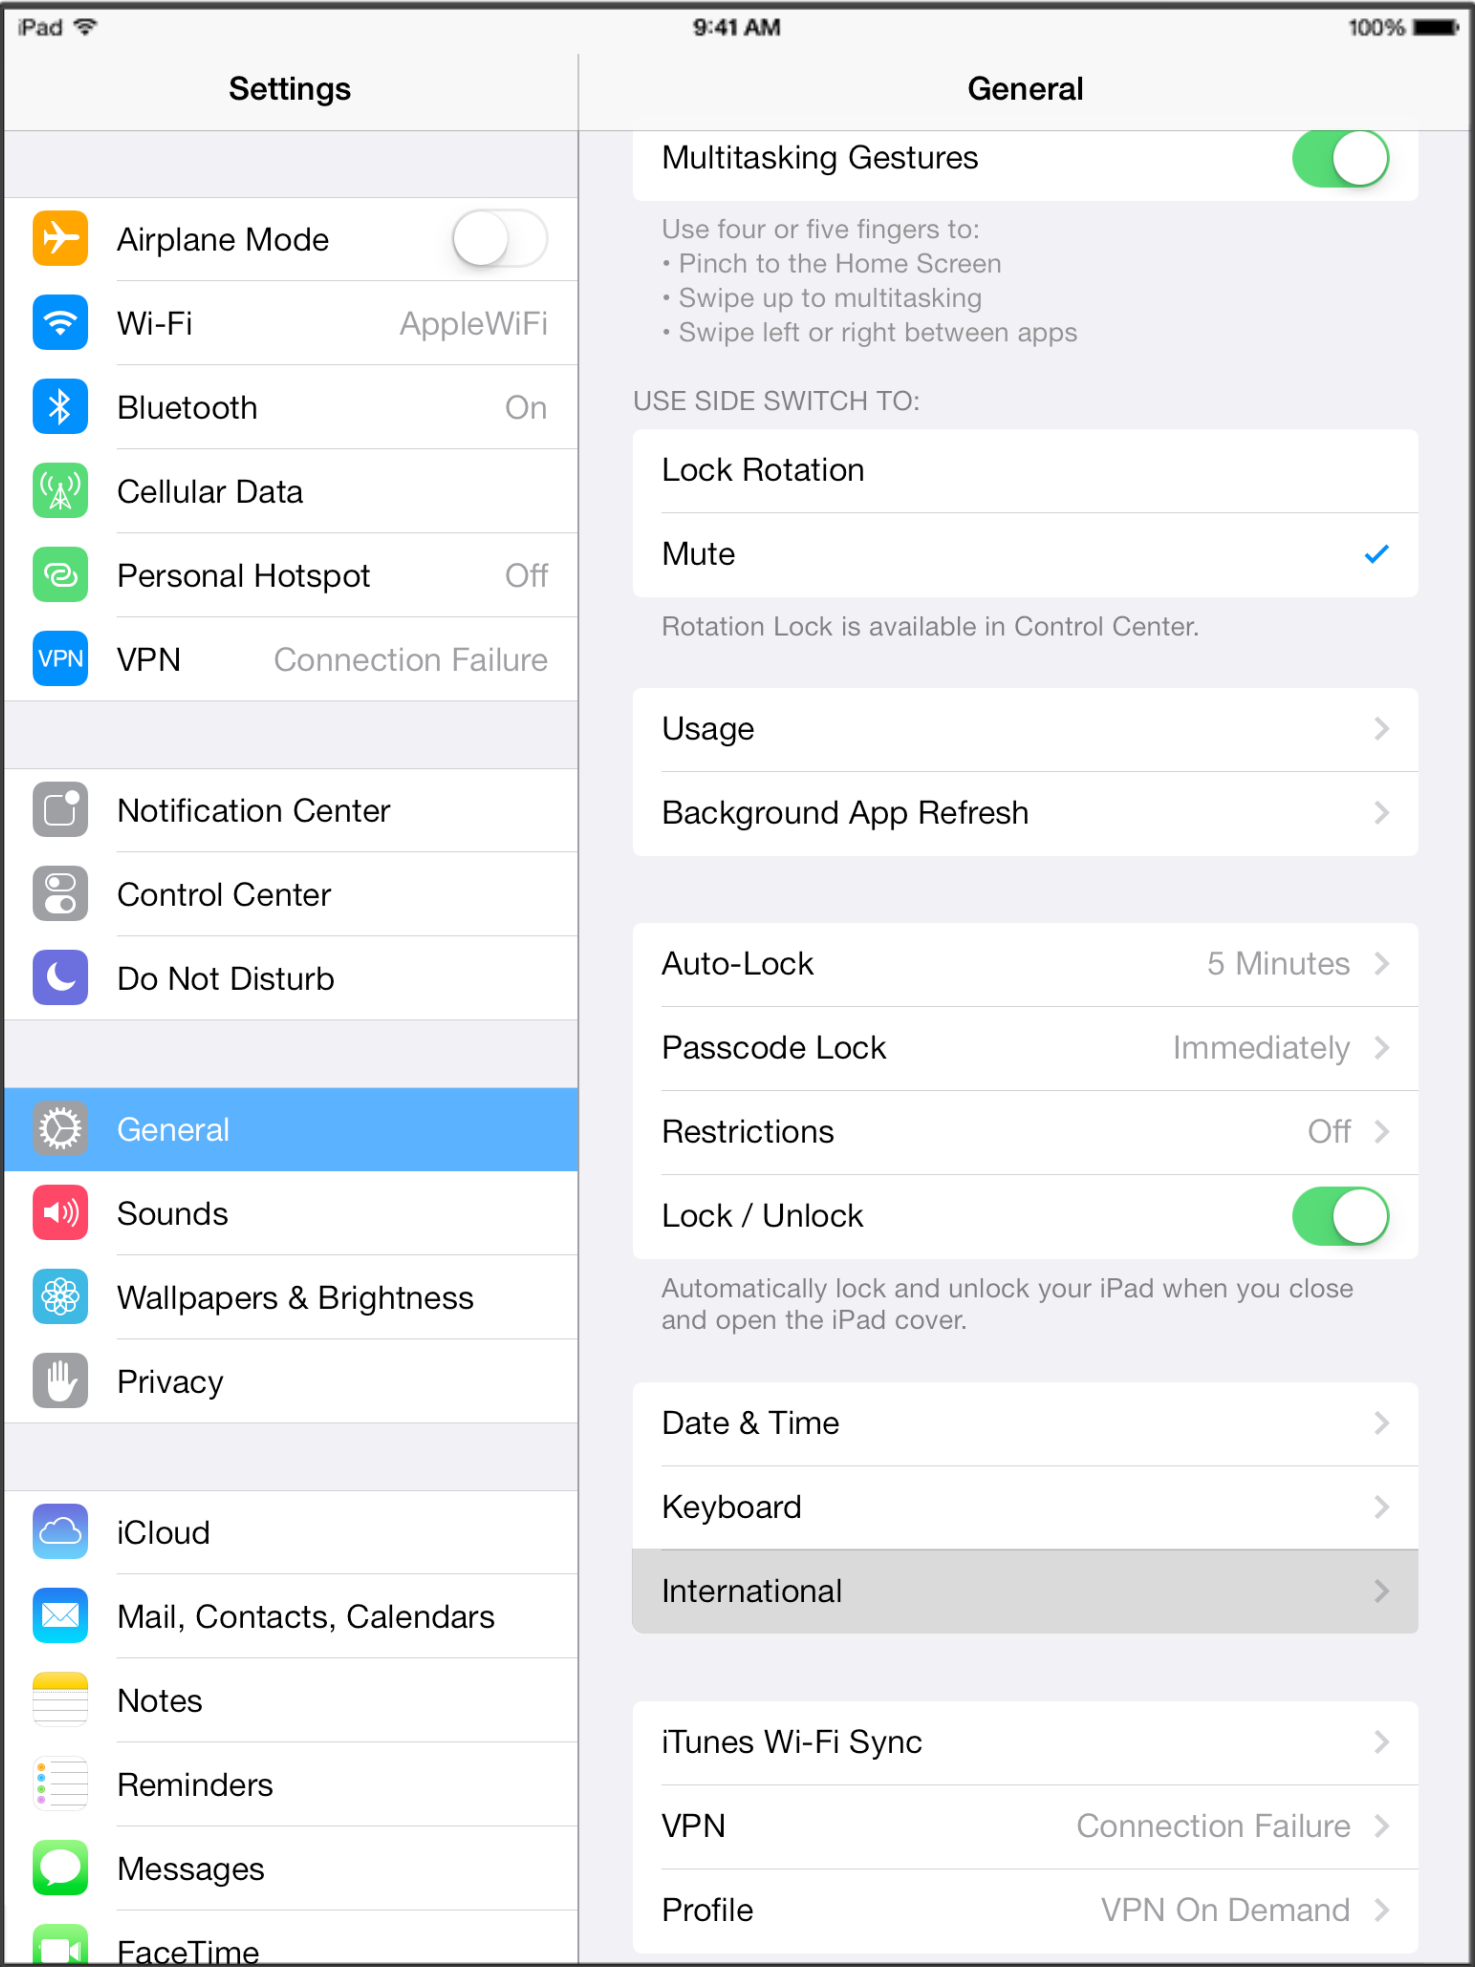 iPad
9:41 AM
100%
Settings
Airplane Mode
Wi-Fi AppleWiFi
Bluetooth On
Cellular Data
Personal Hotspot Off
VPN VPN Connection Failure
Notification Center
Control Center
Do Not Disturb
General
Sounds
Wallpapers & Brightness
Privacy
iCloud
Mail, Contacts, Calendars
Notes
Reminders
Messages
FaceTime
General
Multitasking Gestures
Use four or five fingers to:
• Pinch to the Home Screen
• Swipe up to multitasking
• Swipe left or right between apps
USE SIDE SWITCH TO:
Lock Rotation
Mute
Rotation Lock is available in Control Center.
Usage
Background App Refresh
Auto-Lock 5 Minutes
Passcode Lock Immediately
Restrictions Off
Lock / Unlock
Automatically lock and unlock your iPad when you close
and open the iPad cover.
Date & Time
Keyboard
International
iTunes Wi-Fi Sync
VPN Connection Failure
Profile VPN On Demand